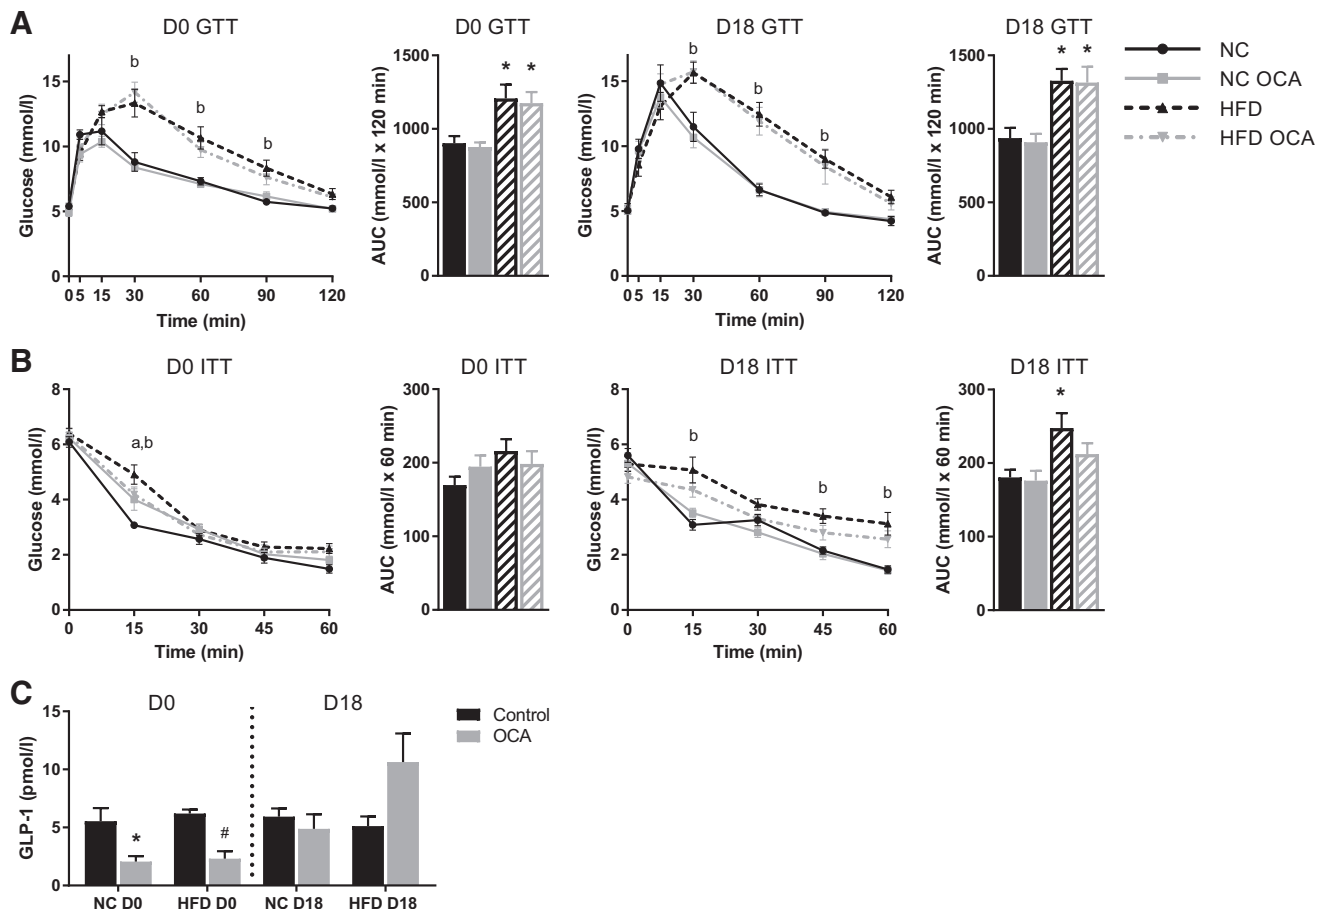 A
D0 GTT
D0 GTT
D18 GTT
D18 GTT
Glucose (mmol/l)
15
10
5
0
b
b
b
0 5 15 30 60 90 120
Time (min)
AUC (mmol/l x 120 min)
1500
1000
500
0
* *
Glucose (mmol/l)
15
10
5
0
b
b
b
0 5 15 30 60 90 120
Time (min)
AUC (mmol/l x 120 min)
1500
1000
500
0
* *
NC
NC OCA
HFD
HFD OCA
B
D0 ITT
D0 ITT
D18 ITT
D18 ITT
Glucose (mmol/l)
8
6
4
2
0
a,b
0 15 30 45 60
Time (min)
AUC (mmol/l x 60 min)
300
200
100
0
Glucose (mmol/l)
8
6
4
2
0
b
b
b
0 15 30 45 60
Time (min)
AUC (mmol/l x 60 min)
300
200
100
0
*
C
D0
D18
GLP-1 (pmol/l)
15
10
5
0
*
#
NC D0 HFD D0 NC D18 HFD D18
Control
OCA